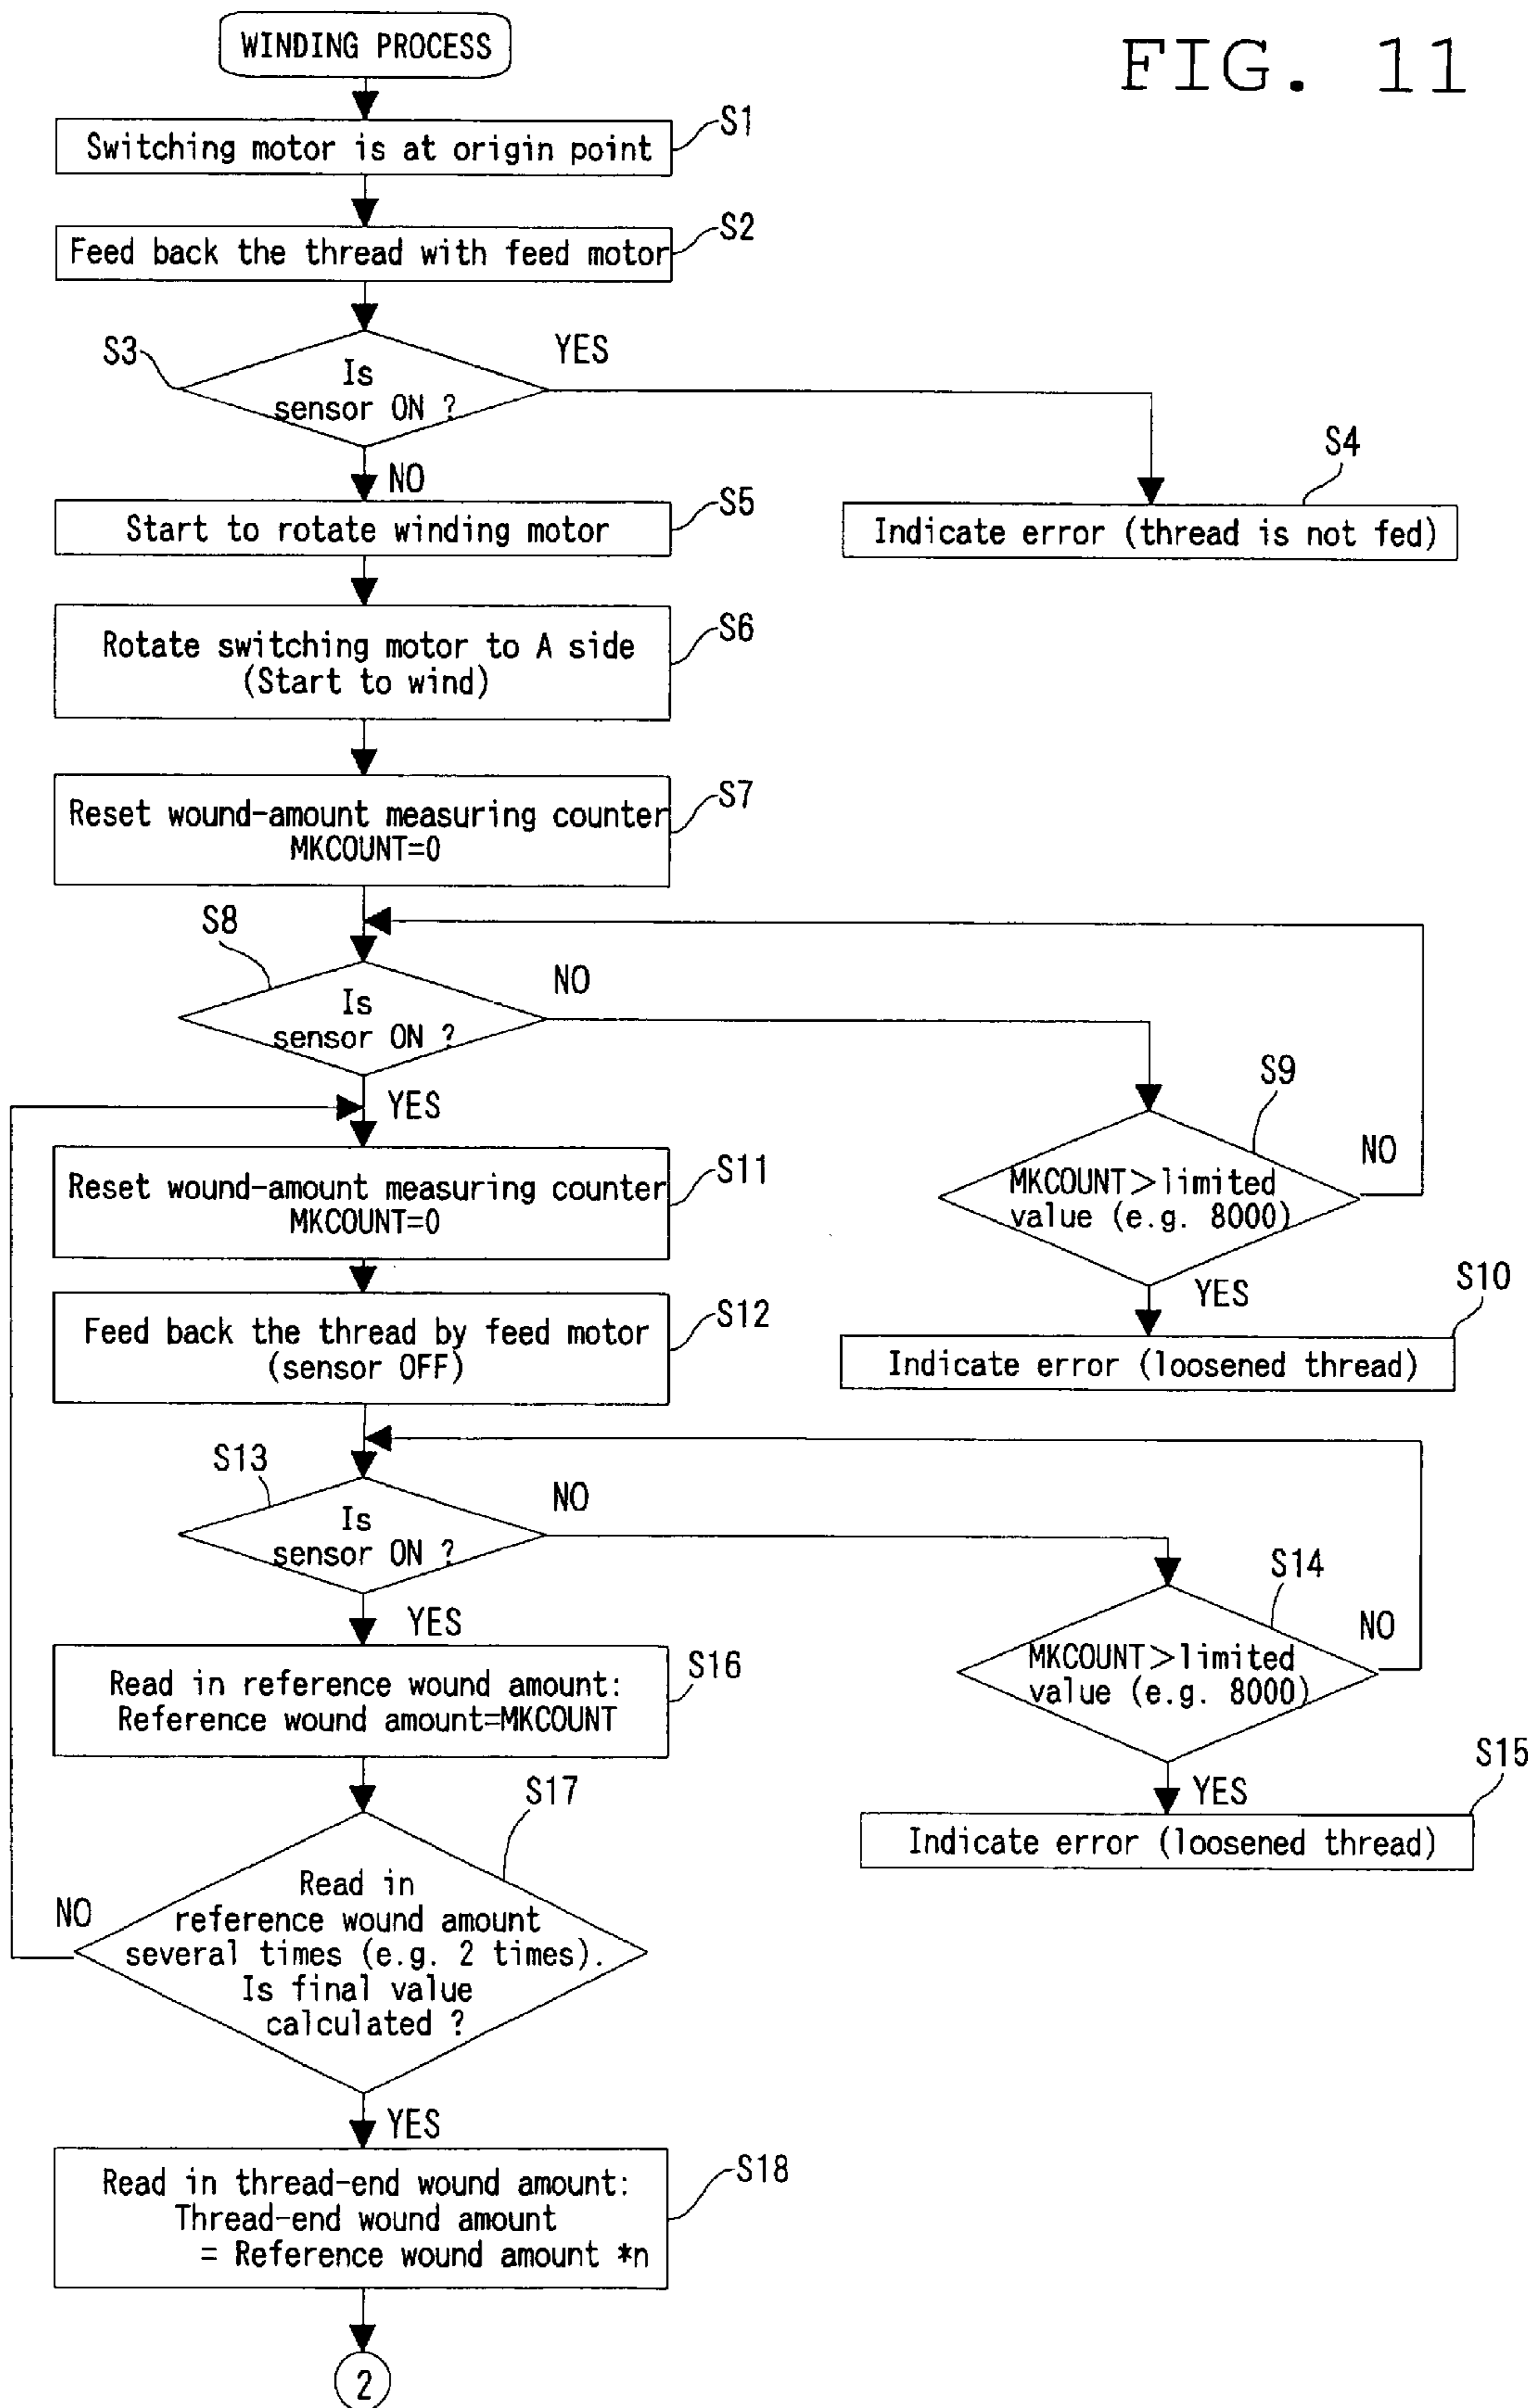 FIG. 11
WINDING PROCESS
S1
Switching motor is at origin point
S2
Feed back the thread with feed motor
S3
Is
sensor ON ?
YES
NO
S4
Indicate error (thread is not fed)
S5
Start to rotate winding motor
S6
Rotate switching motor to A side
(Start to wind)
S7
Reset wound-amount measuring counter
MKCOUNT=0
S8
Is
sensor ON ?
NO
YES
S9
MKCOUNT>limited
value (e.g. 8000)
NO
YES
S10
Indicate error (loosened thread)
S11
Reset wound-amount measuring counter
MKCOUNT=0
S12
Feed back the thread by feed motor
(sensor OFF)
S13
Is
sensor ON ?
NO
YES
S14
MKCOUNT>limited
value (e.g. 8000)
NO
YES
S15
Indicate error (loosened thread)
S16
Read in reference wound amount:
Reference wound amount=MKCOUNT
S17
Read in
reference wound amount
several times (e.g. 2 times).
Is final value
calculated ?
NO
YES
S18
Read in thread-end wound amount:
Thread-end wound amount
= Reference wound amount *n
2